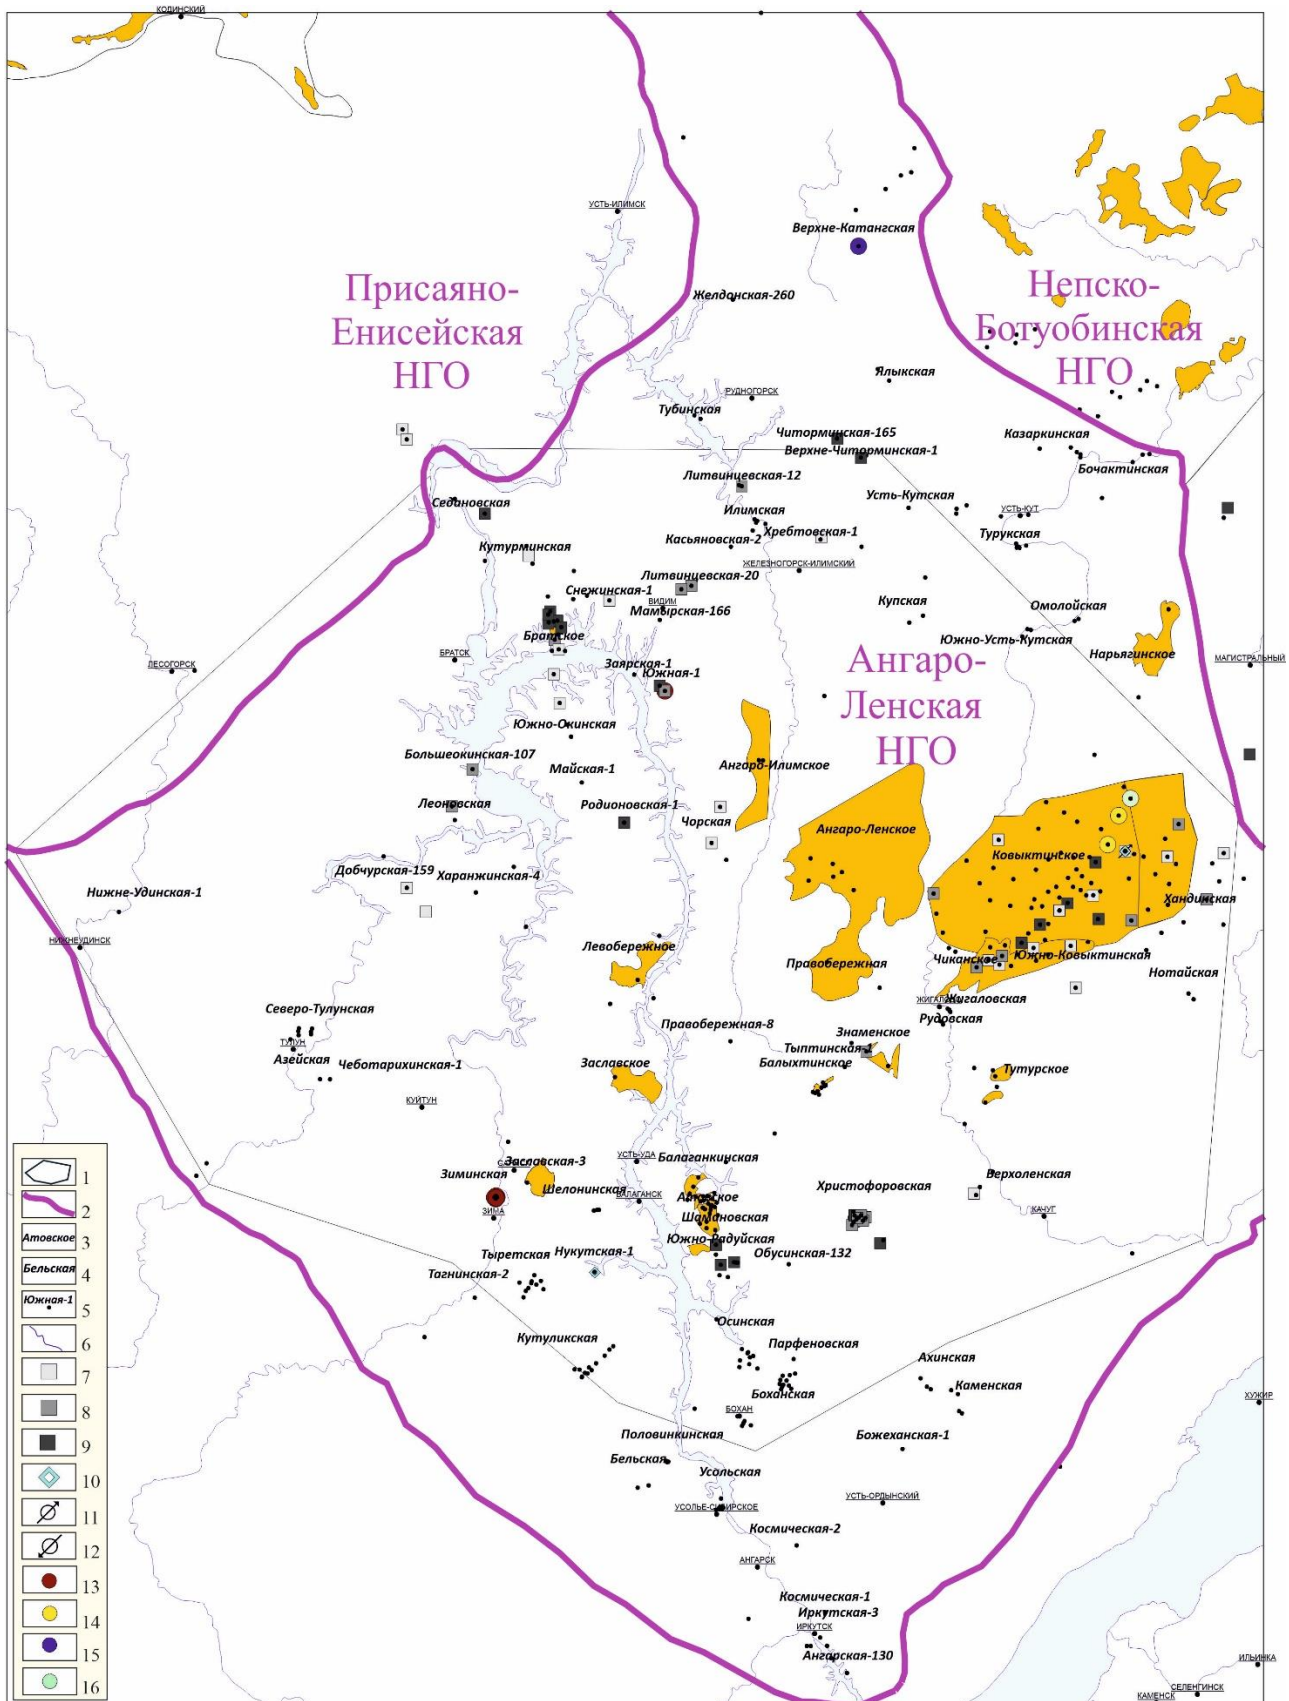 КОДИНСКИЙ
УСТЬ-ИЛИМСК
Верхне-Катангская
Присаяно-
Енисейская
НГО
Непско-
Ботуобинская
НГО
Желдонская-260
Ялыкская
РУДНОГОРСК
Тубинская
Читорминская-165
Верхне-Читорминская-1
Казаркинская
Бочактинская
Литвинцевская-12
Седановская
Усть-Кутская
Илимская
УСТЬ-КУТ
Хребтовская-1
Турукская
Касьяновская-2
Кутурминская
ЖЕЛЕЗНОГОРСК-ИЛИМСКИЙ
Литвинцевская-20
Снежинская-1
ВИДИМ
Мамырская-166
Купская
Омолойская
Братское
Южно-Усть-Кутская
Нарьягинское
БРАТСК
ЛЕСОГОРСК
Заярская-1
Южная-1
МАГИСТРАЛЬНЫЙ
Ангаро-
Ленская
НГО
Южно-Окинская
Большеокинская-107
Майская-1
Ангаро-Илимское
Леоновская
Родионовская-1
Чорская
Ангаро-Ленское
Ковыктинское
Добчурская-159
Харанжинская-4
Нижне-Удинская-1
Хандинская
НИЖНЕУДИНСК
Левобережное
Правобережная
Чиканское
Южно-Ковыктинская
Нотайская
Жигаловская
Рудовская
Северо-Тулунская
ТУЛУН
Азейская
Правобережная-8
Знаменское
Тыптинская-1
Балыхтинское
Чеботарихинская-1
Заславское
Тутурское
КУЙТУН
Заславская-3
Зиминская
УСТЬ-УДА
Балаганкинская
Шелонинская
БАЛАГАНСК
Атовское
Христофоровская
Верхоленская
ЗИМА
Шамановская
КАЧУГ
Южно-Радуйская
Тыретская
Нукутская-1
Обусинская-132
Тагнинская-2
Осинская
Кутуликская
Парфеновская
Ахинская
Каменская
Боханская
БОХАН
ХУЖИР
Половинкинская
Божеханская-1
Бельская
Усольская
УСОЛЬЕ-СИБИРСКОЕ
УСТЬ-ОРДЫНСКИЙ
Космическая-2
АНГАРСК
Космическая-1
Иркутская-3
ИРКУТСК
Ангарская-130
ИЛЬИНКА
СЕЛЕНГИНСК
КАМЕНСК
1
2
Атовское 3
Бельская 4
Южная-1 5
6
7
8
9
10
11
12
13
14
15
16